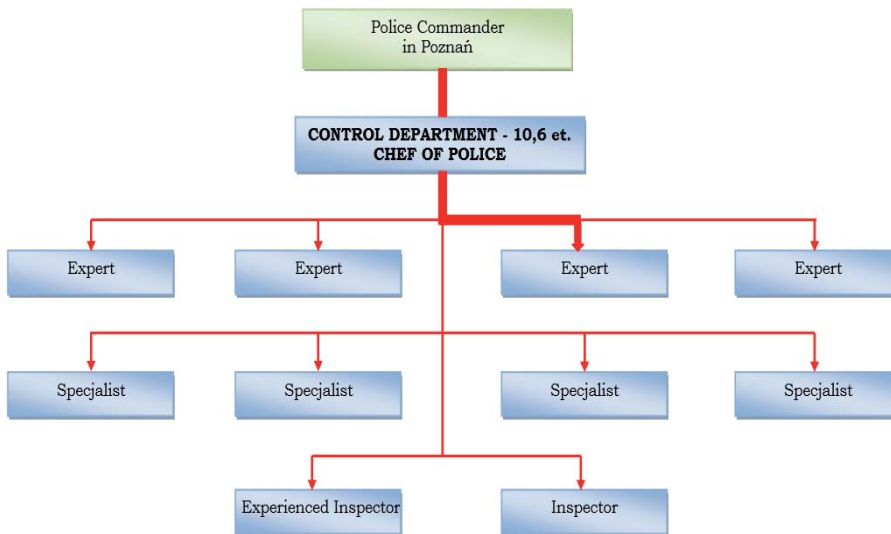 Police Commander
in Poznań
CONTROL DEPARTMENT - 10,6 et.
CHEF OF POLICE
Expert
Expert
Expert
Expert
Specjalist
Specjalist
Specjalist
Specjalist
Experienced Inspector
Inspector